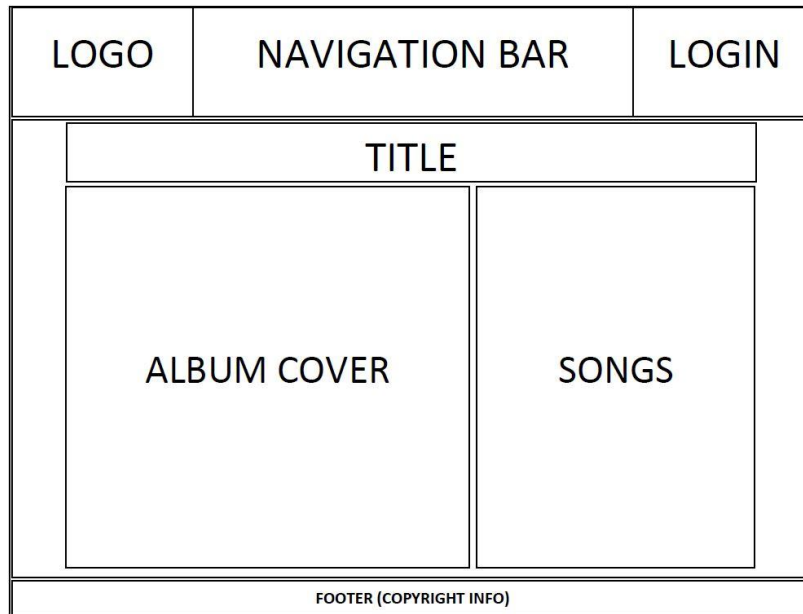 LOGO
NAVIGATION BAR
LOGIN
TITLE
ALBUM COVER
SONGS
FOOTER (COPYRIGHT INFO)